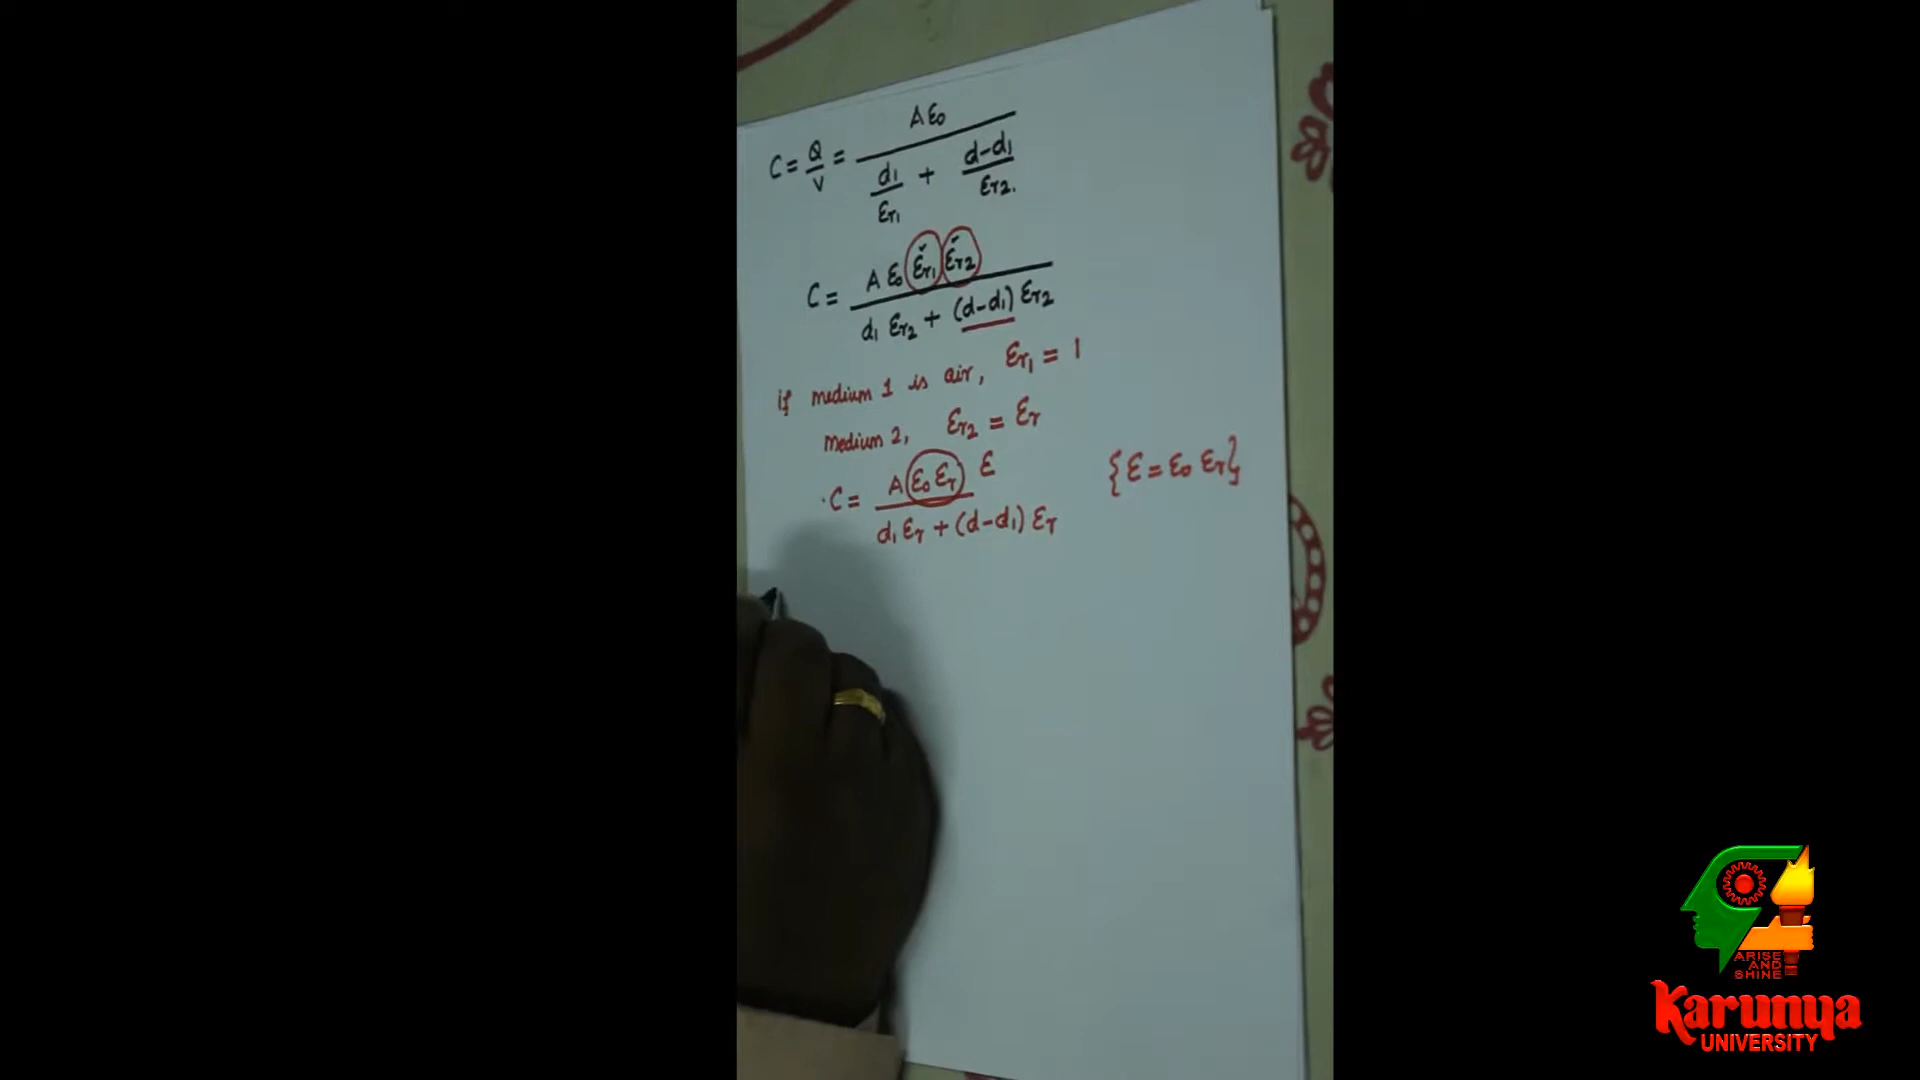 C = Q/V = Aε₀ / (d₁/εr₁ + (d-d₁)/εr₂.)
C = A ε₀ εr₁ εr₂ / (d₁ εr₂ + (d-d₁) εr₂)
if medium 1 is air, εr₁ = 1
medium 2, εr₂ = εr
C = A ε₀ εr / (d₁ εr + (d-d₁) εr) ε {ε = ε₀ εr}
ARISE
AND
SHINE
Karunya
UNIVERSITY